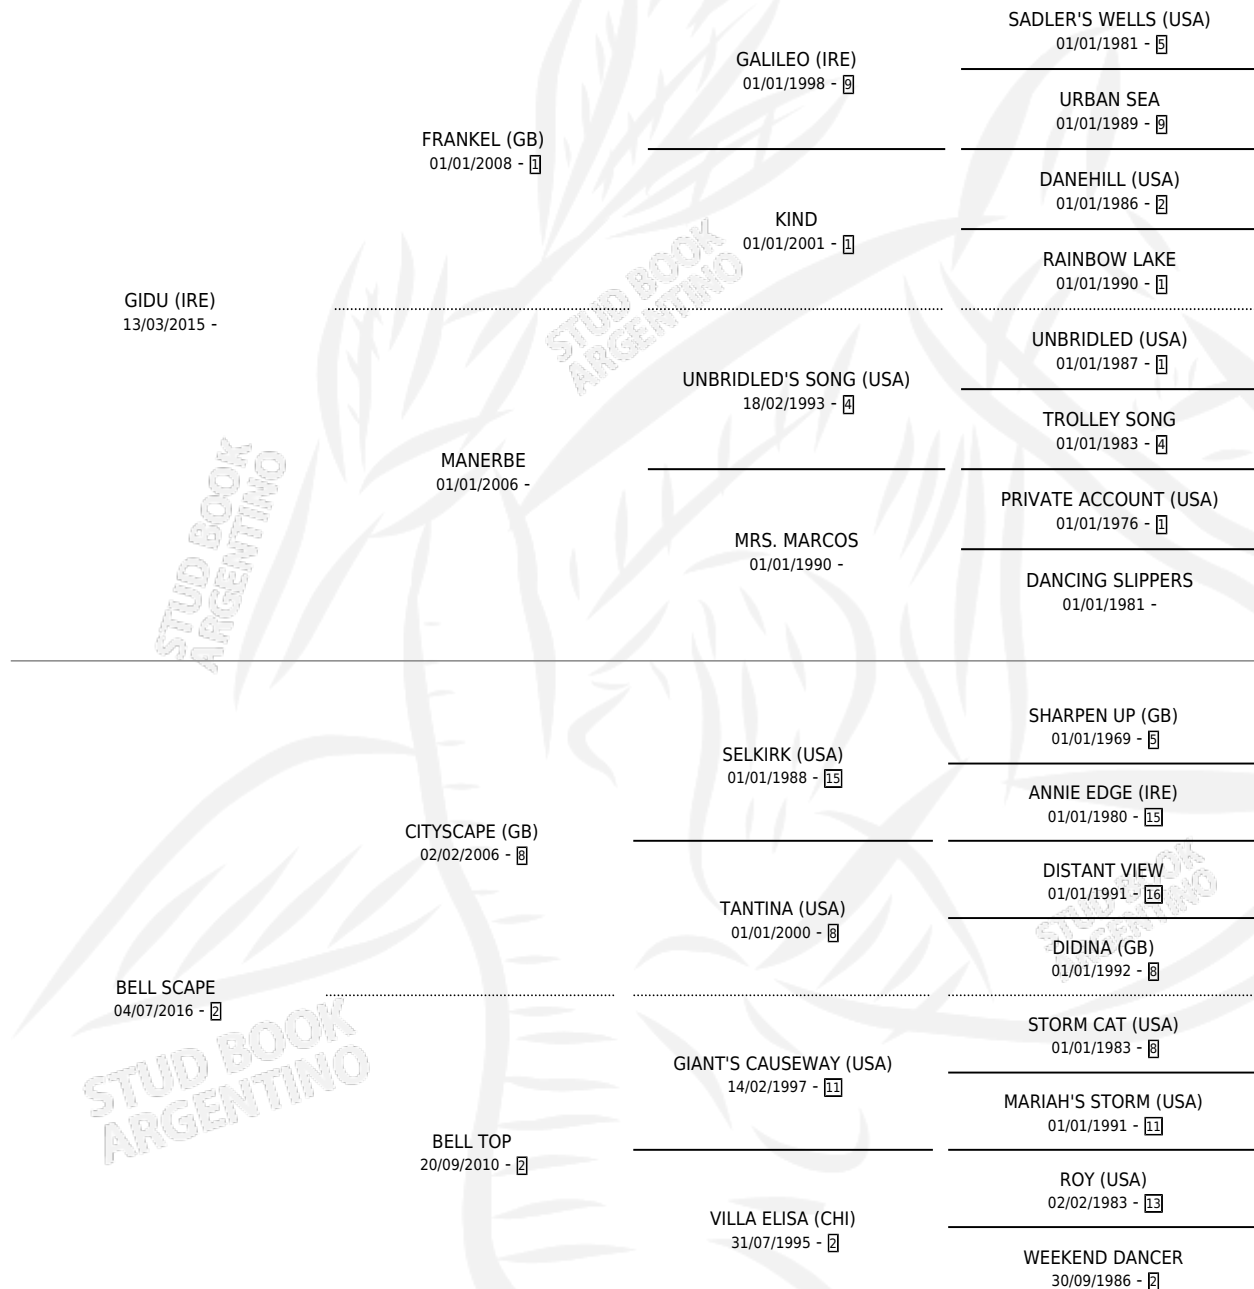 SADLER'S WELLS (USA)
01/01/1981 - 5
GALILEO (IRE)
01/01/1998 - 9
URBAN SEA
01/01/1989 - 9
FRANKEL (GB)
01/01/2008 - 1
DANEHILL (USA)
01/01/1986 - 2
KIND
01/01/2001 - 1
RAINBOW LAKE
01/01/1990 - 1
GIDU (IRE)
13/03/2015 -
UNBRIDLED (USA)
01/01/1987 - 1
UNBRIDLED'S SONG (USA)
18/02/1993 - 4
TROLLEY SONG
01/01/1983 - 4
MANERBE
01/01/2006 -
PRIVATE ACCOUNT (USA)
01/01/1976 - 1
MRS. MARCOS
01/01/1990 -
DANCING SLIPPERS
01/01/1981 -
SHARPEN UP (GB)
01/01/1969 - 5
SELKIRK (USA)
01/01/1988 - 15
ANNIE EDGE (IRE)
01/01/1980 - 15
CITYSCAPE (GB)
02/02/2006 - 8
DISTANT VIEW
01/01/1991 - 16
TANTINA (USA)
01/01/2000 - 8
DIDINA (GB)
01/01/1992 - 8
BELL SCAPE
04/07/2016 - 2
STORM CAT (USA)
01/01/1983 - 8
GIANT'S CAUSEWAY (USA)
14/02/1997 - 11
MARIAH'S STORM (USA)
01/01/1991 - 11
BELL TOP
20/09/2010 - 2
ROY (USA)
02/02/1983 - 13
VILLA ELISA (CHI)
31/07/1995 - 2
WEEKEND DANCER
30/09/1986 - 2
STUD BOOK
ARGENTINO
STUD BOOK
ARGENTINO
STUD BOOK
ARGENTINO
STUD BOOK
ARGENTINO